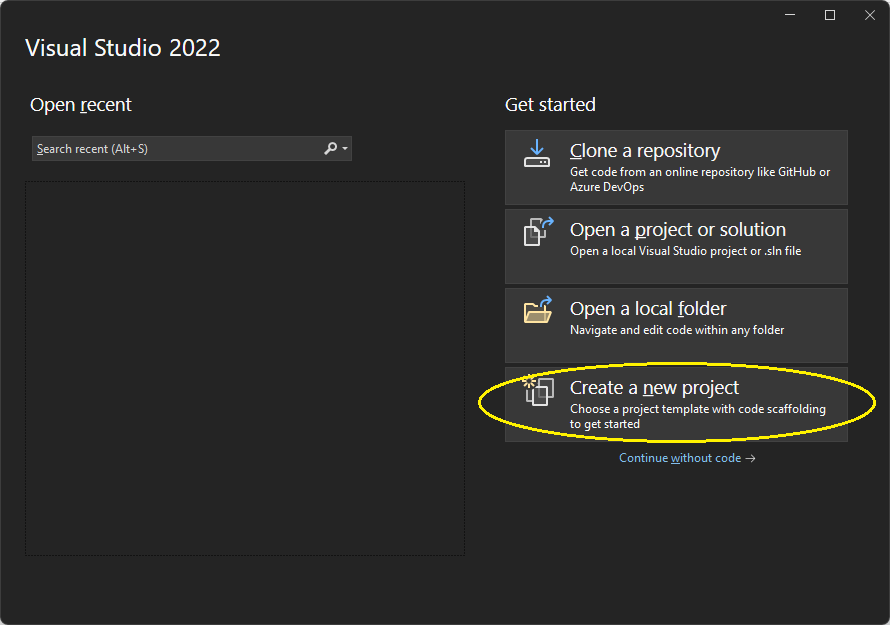 Visual Studio 2022
Open recent
Search recent (Alt+S)
Get started
Clone a repository
Get code from an online repository like GitHub or
Azure DevOps
Open a project or solution
Open a local Visual Studio project or .sln file
Open a local folder
Navigate and edit code within any folder
Create a new project
Choose a project template with code scaffolding
to get started
Continue without code →